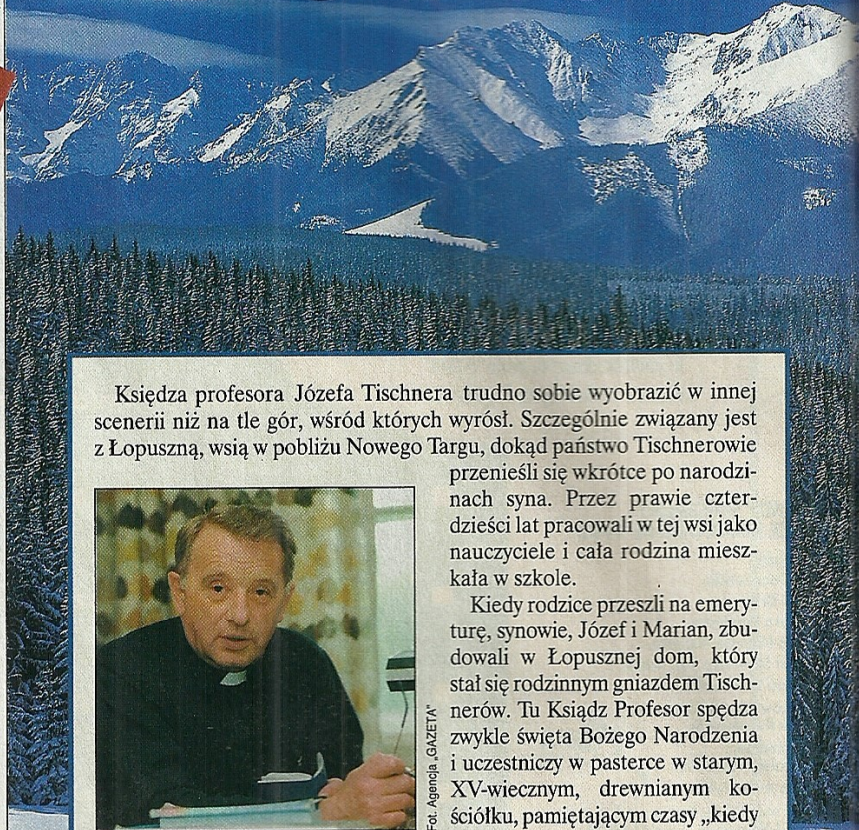 Księdza profesora Józefa Tischnera trudno sobie wyobrazić w innej
scenerii niż na tle gór, wśród których wyrósł. Szczególnie związany jest
z Łopuszną, wsią w pobliżu Nowego Targu, dokąd państwo Tischnerowie
przenieśli się wkrótce po narodzi-
nach syna. Przez prawie czter-
dzieści lat pracowali w tej wsi jako
nauczyciele i cała rodzina miesz-
kała w szkole.
Kiedy rodzice przeszli na emery-
turę, synowie, Józef i Marian, zbu-
dowali w Łopusznej dom, który
stał się rodzinnym gniazdem Tisch-
nerów. Tu Ksiądz Profesor spędza
zwykle święta Bożego Narodzenia
i uczestniczy w pasterce w starym,
XV-wiecznym, drewnianym ko-
ściółku, pamiętającym czasy „kiedy
Fot. Agencja „GAZETA"